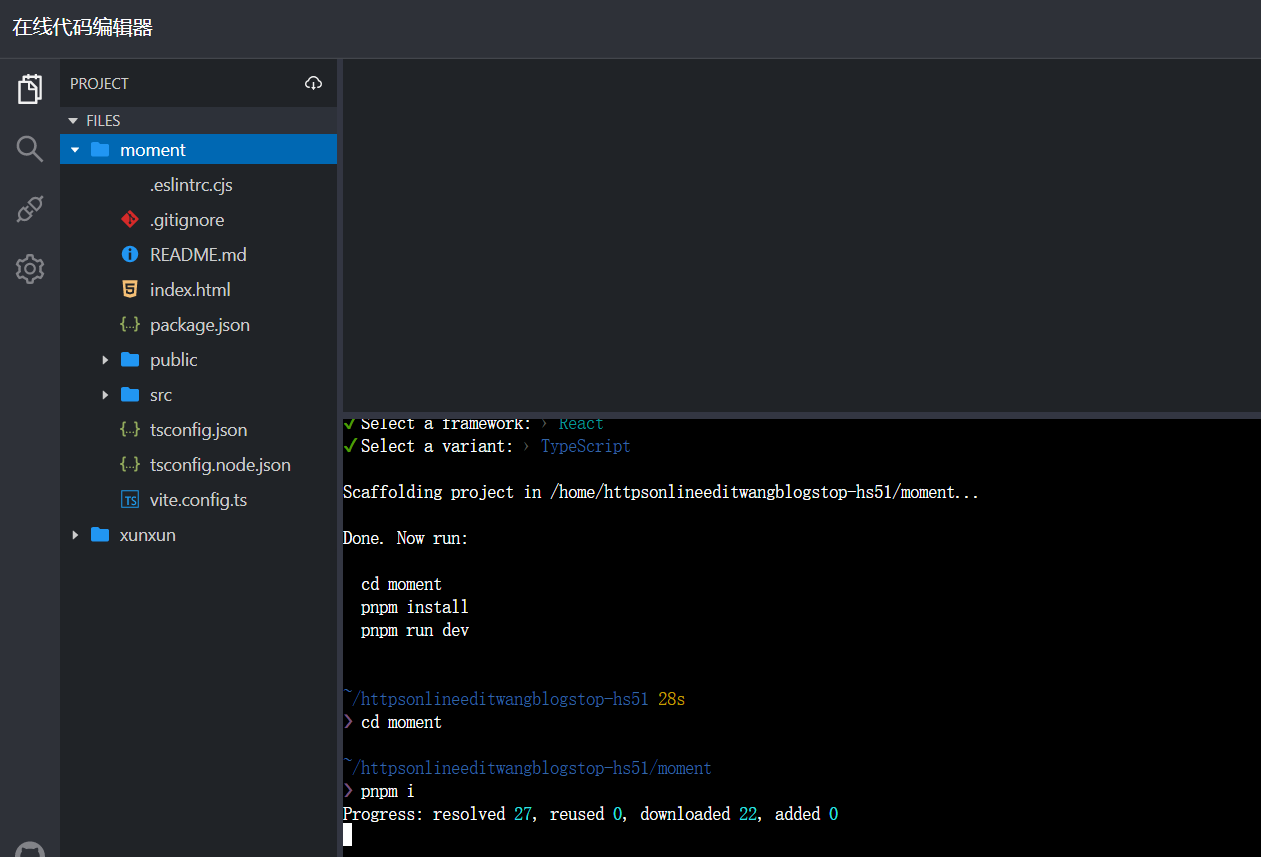 在线代码编辑器
PROJECT
FILES
moment
.eslintrc.cjs
.gitignore
README.md
index.html
package.json
public
src
tsconfig.json
tsconfig.node.json
vite.config.ts
xunxun
✔ Select a framework: › React
✔ Select a variant: › TypeScript
Scaffolding project in /home/httpsonlineeditwangblogstop-hs51/moment...
Done. Now run:
cd moment
pnpm install
pnpm run dev
~/httpsonlineeditwangblogstop-hs51 28s
❯ cd moment
~/httpsonlineeditwangblogstop-hs51/moment
❯ pnpm i
Progress: resolved 27, reused 0, downloaded 22, added 0